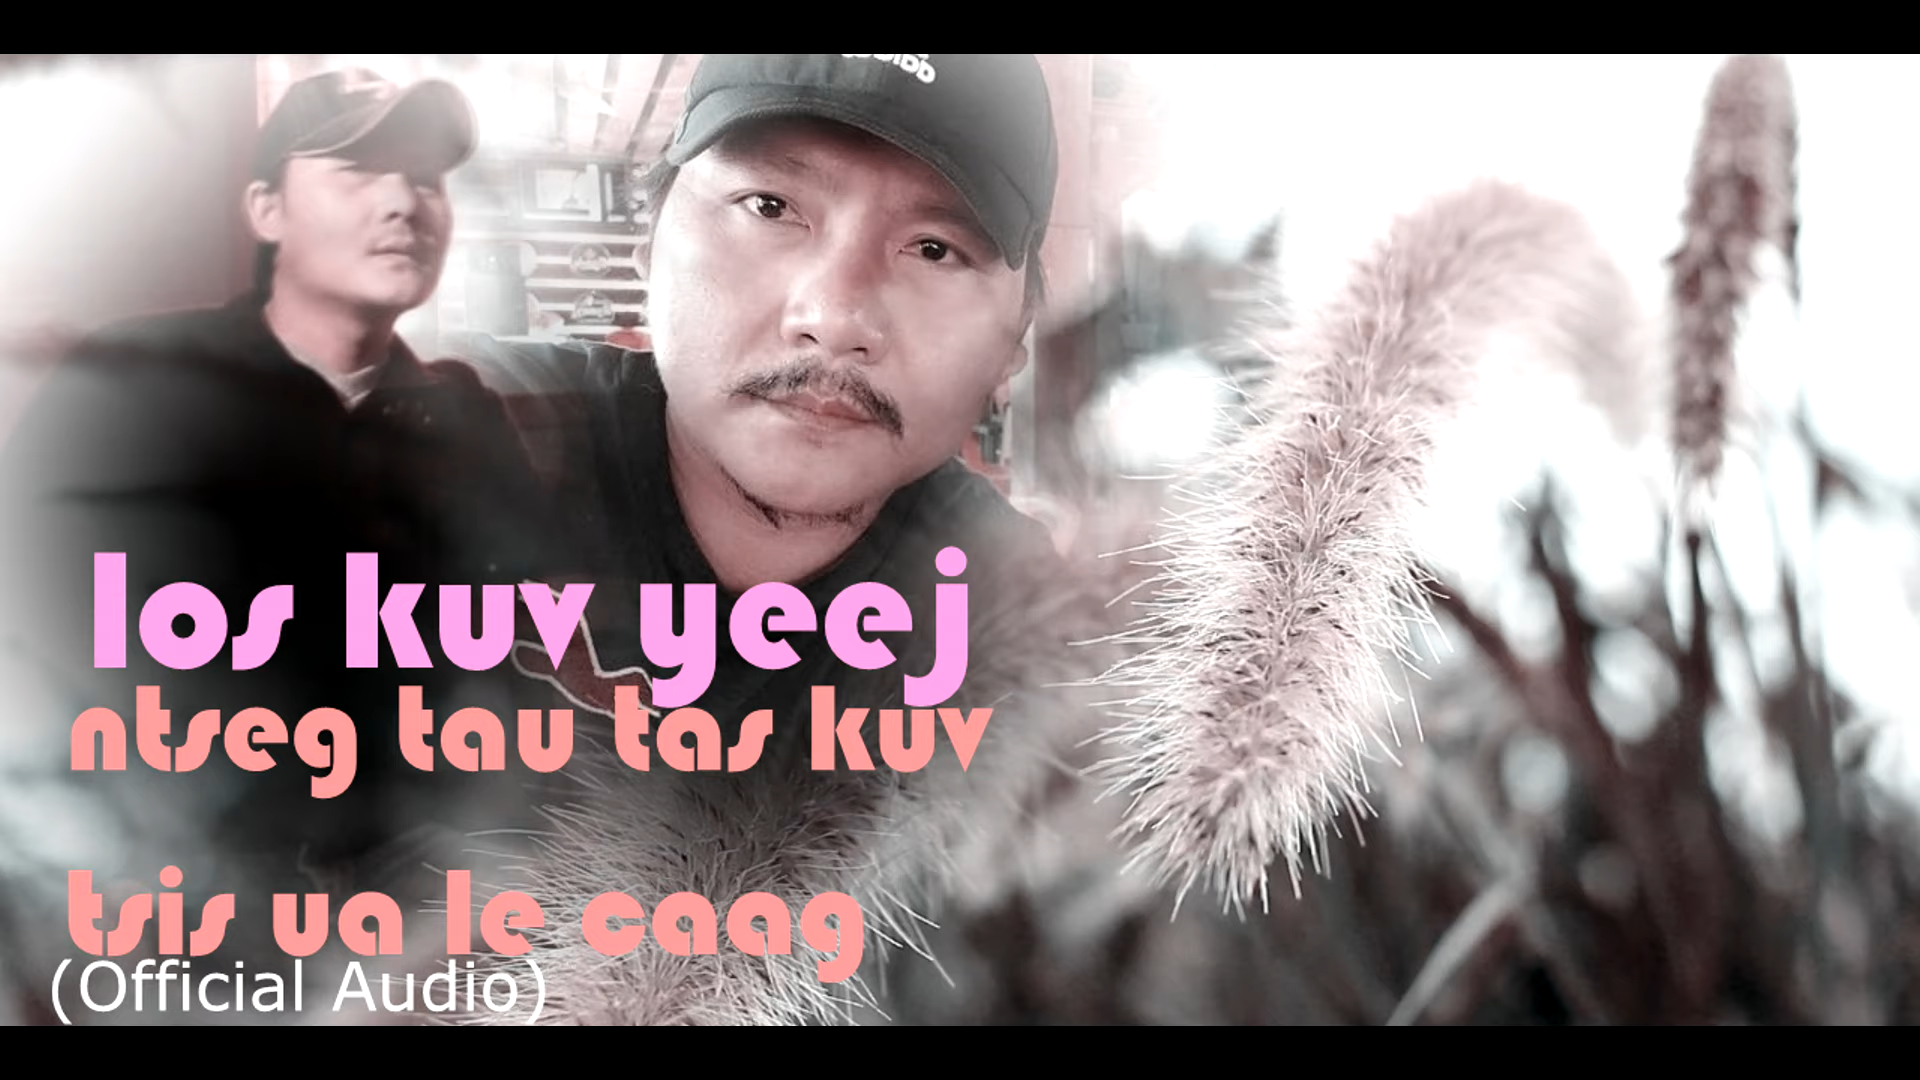 los kuv yeej
ntseg tau tas kuv
tsis ua le caag
(Official Audio)